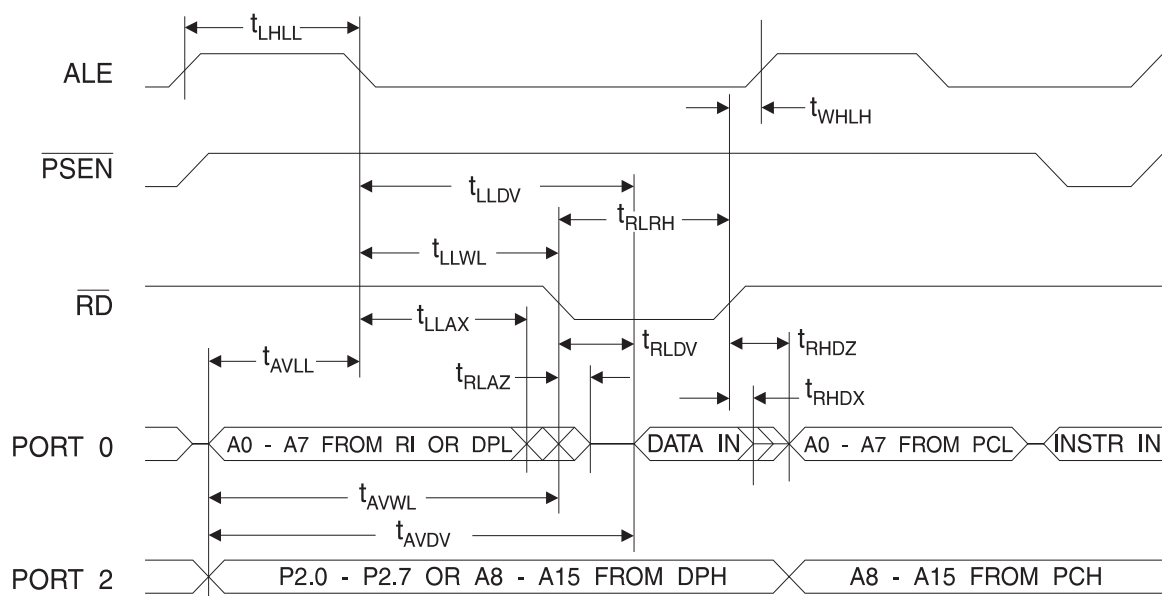 tLHLL
ALE
tWHLH
PSEN
tLLDV
tRLRH
tLLWL
RD
tLLAX
tRLDV
tRHDZ
tAVLL
tRLAZ
tRHDX
PORT 0
A0 - A7 FROM RI OR DPL
DATA IN
A0 - A7 FROM PCL
INSTR IN
tAVWL
tAVDV
PORT 2
P2.0 - P2.7 OR A8 - A15 FROM DPH
A8 - A15 FROM PCH